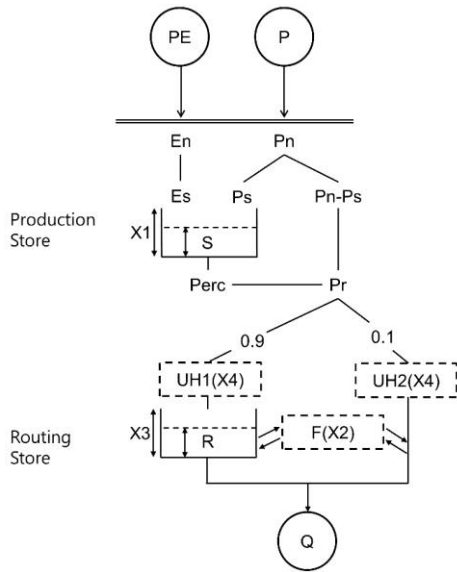 PE P
En Pn
Es Ps Pn-Ps
Production
Store
X1
S
Perc Pr
0.9 0.1
UH1(X4) UH2(X4)
Routing
Store
X3
R
F(X2)
Q